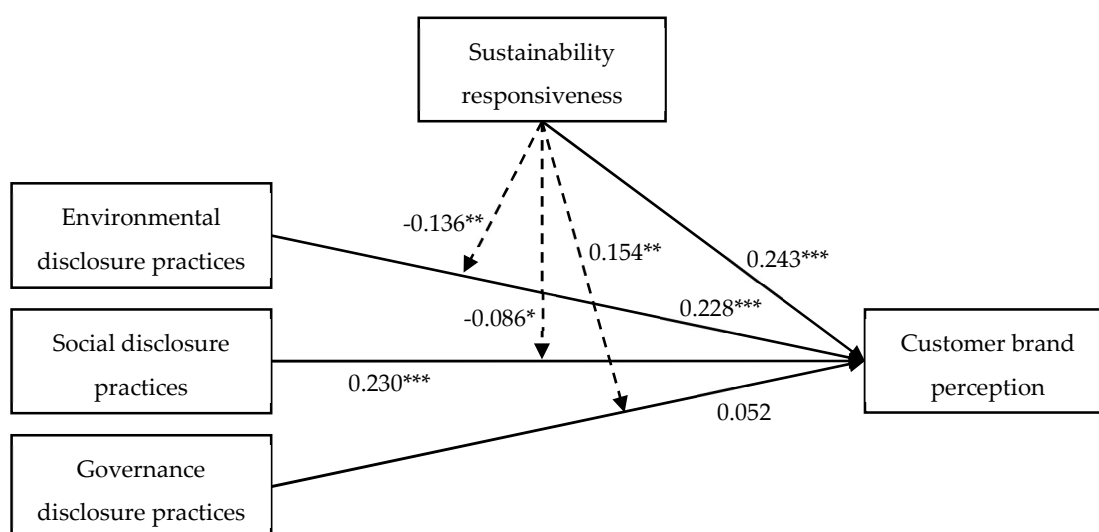 Sustainability
responsiveness
Environmental
disclosure practices
-0.136**
0.154**
0.243***
0.228***
-0.086*
Social disclosure
practices
0.230***
Customer brand
perception
0.052
Governance
disclosure practices